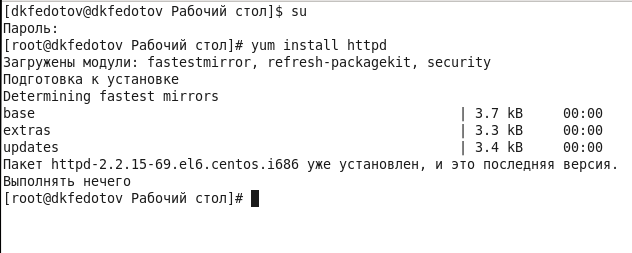 [dkfedotov@dkfedotov Рабочий стол]$ su
Пароль:
[root@dkfedotov Рабочий стол]# yum install httpd
Загружены модули: fastestmirror, refresh-packagekit, security
Подготовка к установке
Determining fastest mirrors
base | 3.7 kB 00:00
extras | 3.3 kB 00:00
updates | 3.4 kB 00:00
Пакет httpd-2.2.15-69.el6.centos.i686 уже установлен, и это последняя версия.
Выполнять нечего
[root@dkfedotov Рабочий стол]#